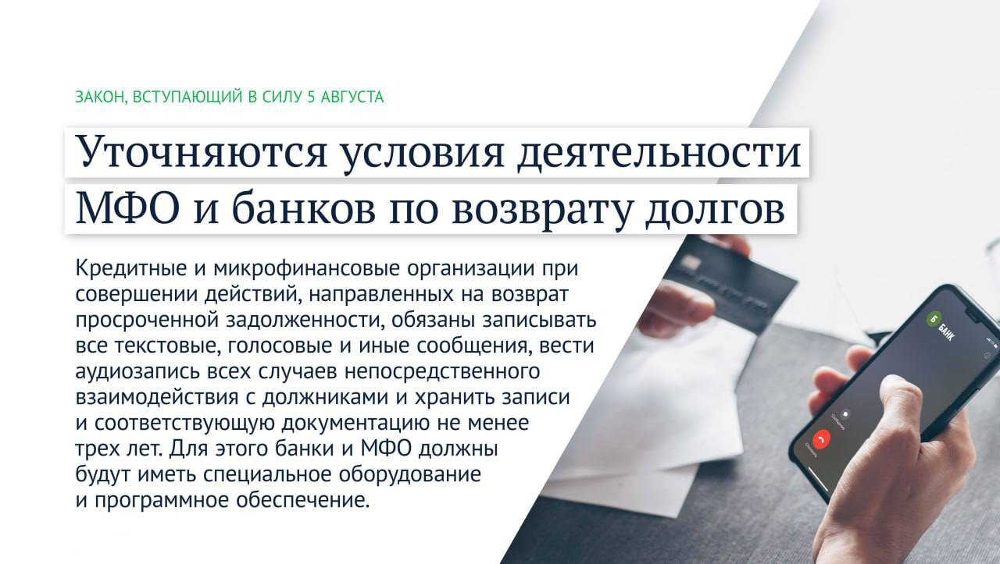 ЗАКОН, ВСТУПАЮЩИЙ В СИЛУ 5 АВГУСТА
Уточняются условия деятельности
МФО и банков по возврату долгов
Кредитные и микрофинансовые организации при
совершении действий, направленных на возврат
просроченной задолженности, обязаны записывать
все текстовые, голосовые и иные сообщения, вести
аудиозапись всех случаев непосредственного
взаимодействия с должниками и хранить записи
и соответствующую документацию не менее
трех лет. Для этого банки и МФО должны
будут иметь специальное оборудование
и программное обеспечение.
Б БАНК
Сообщение